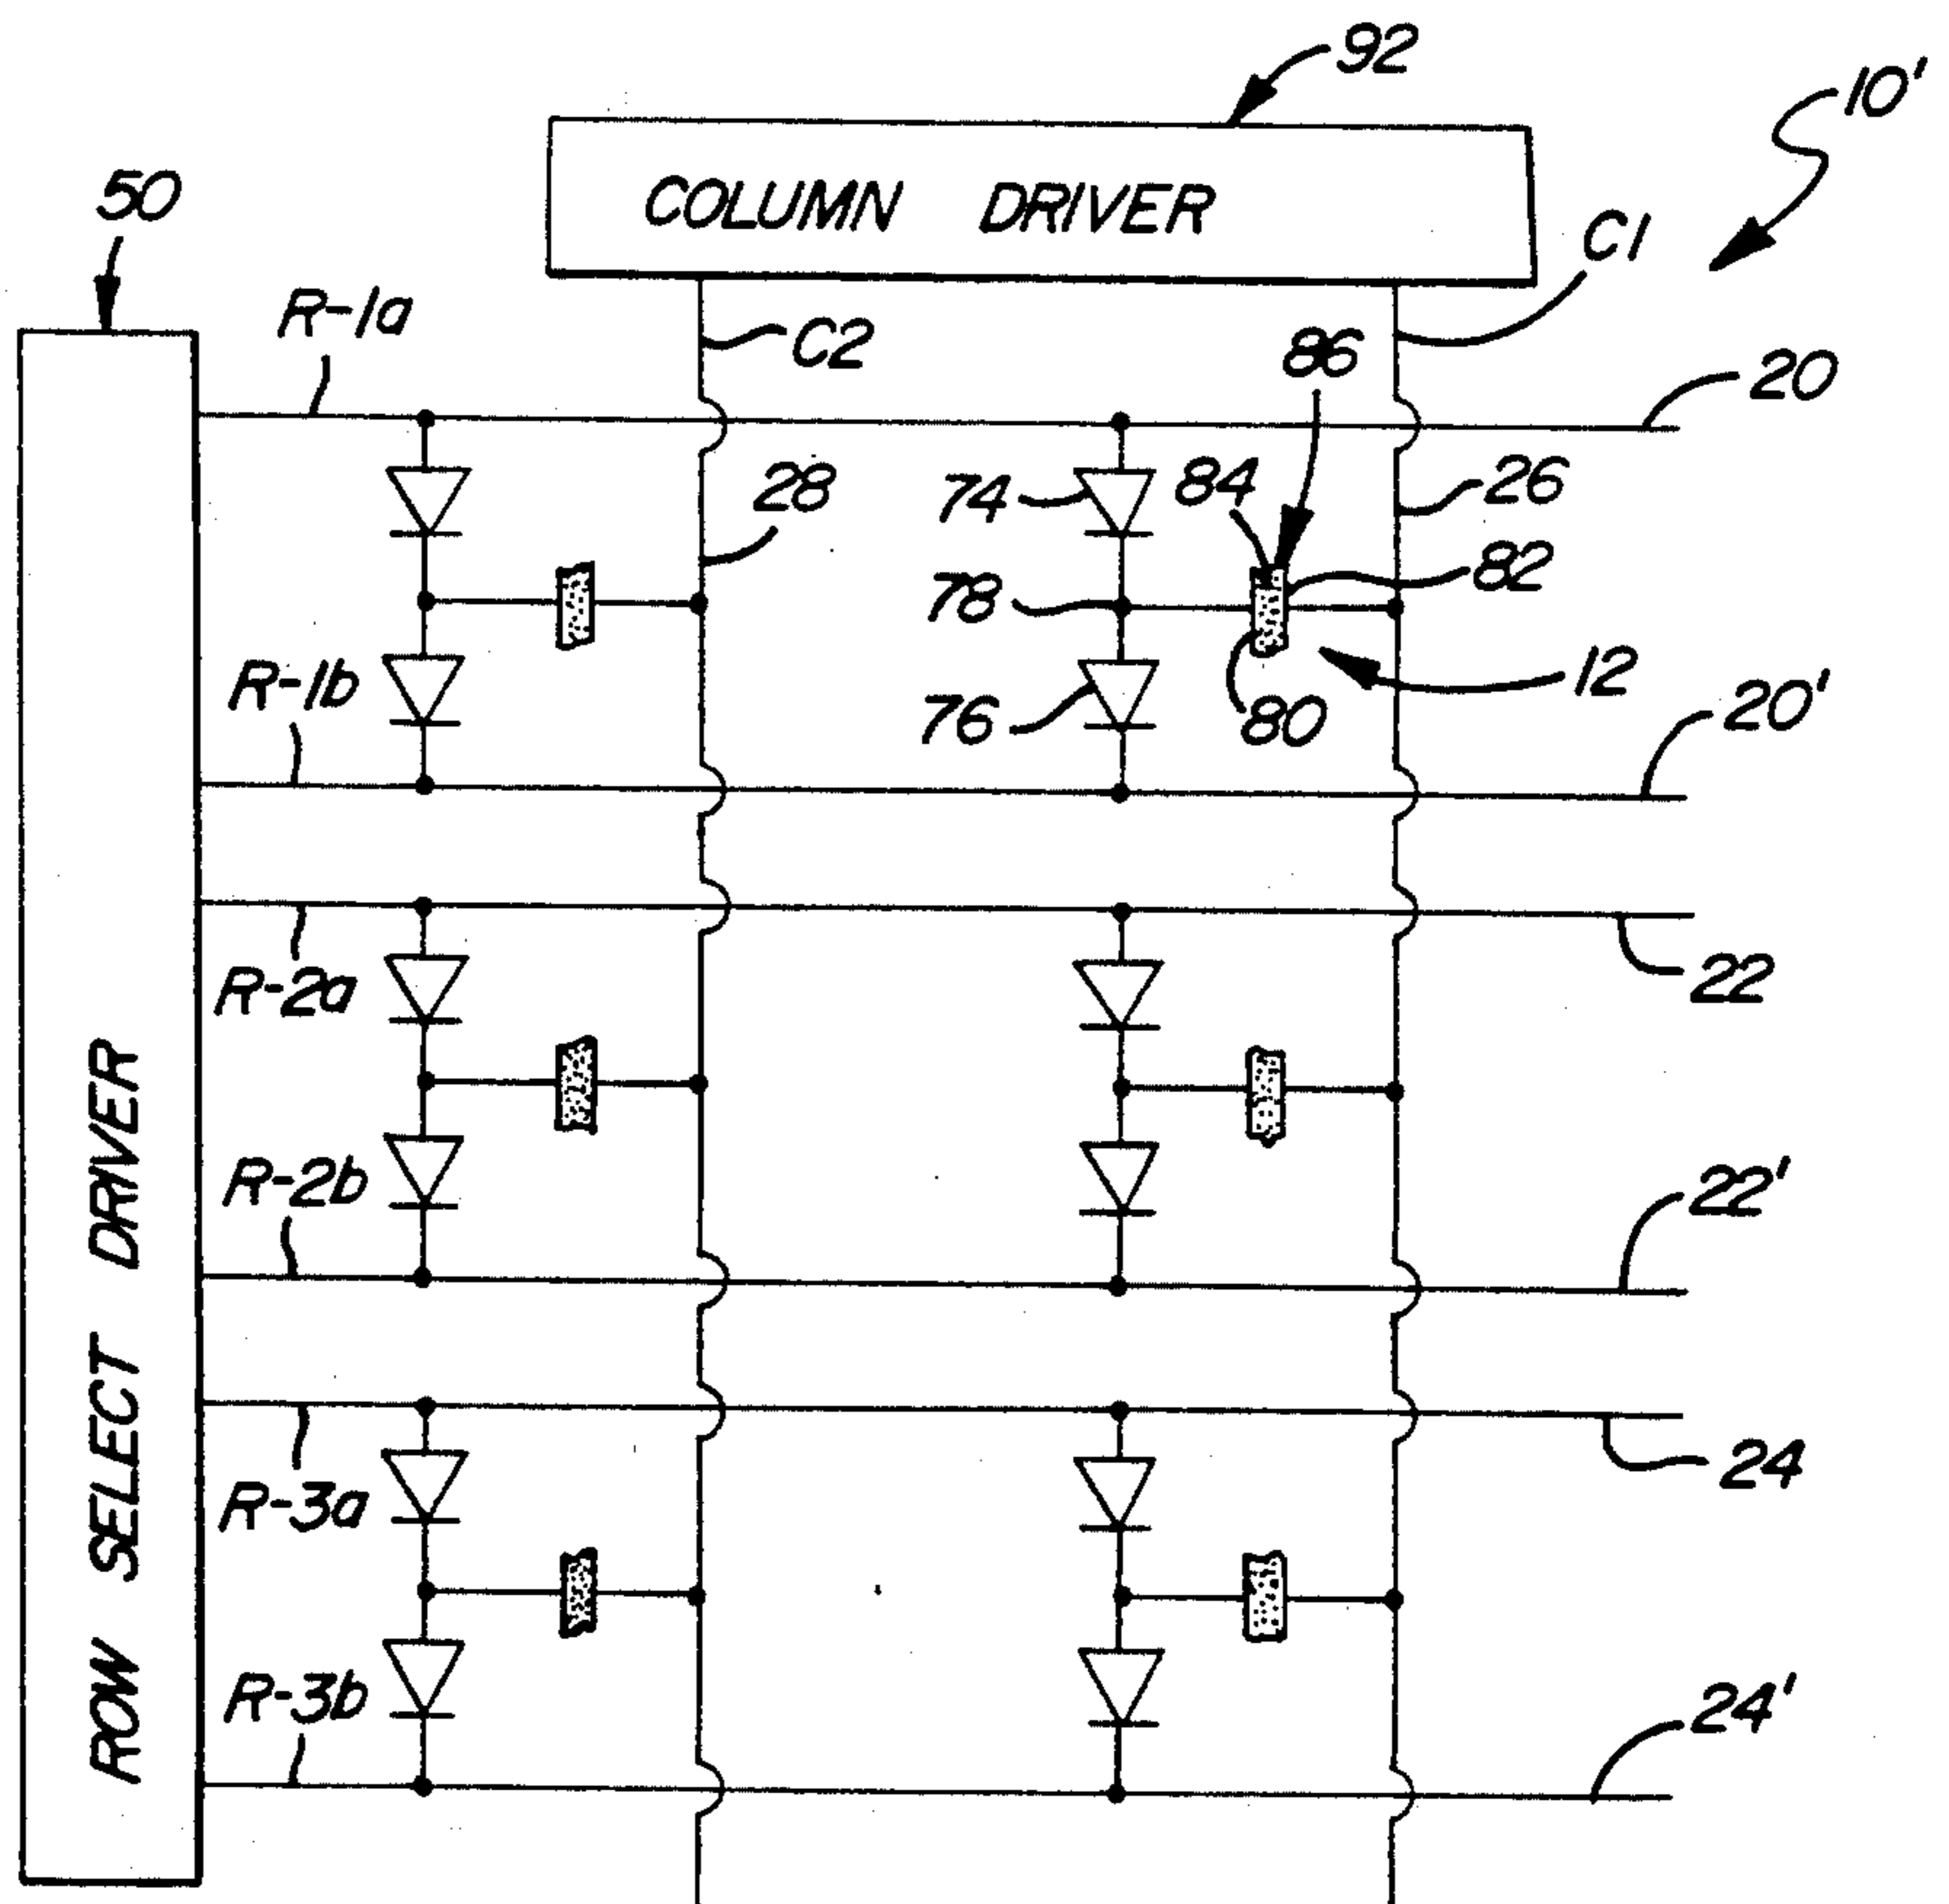 92
10'
50
COLUMN DRIVER
C1
R-1a
C2
86
20
28
74
84
26
78
82
R-1b
76
80
12
20'
R-2a
22
ROW SELECT DRIVER
R-2b
22'
R-3a
24
R-3b
24'